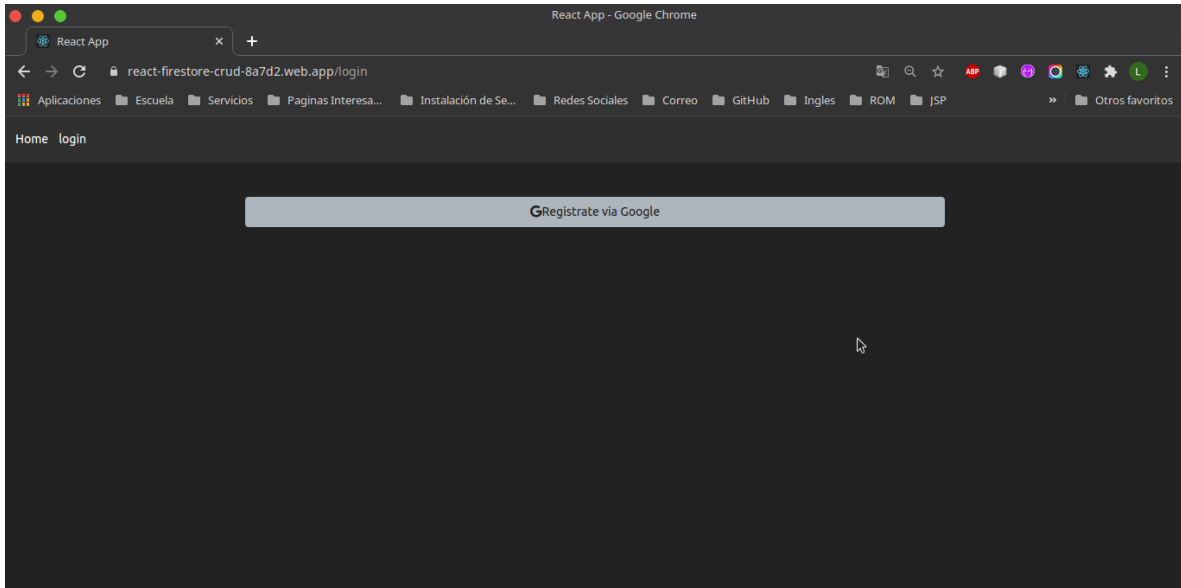 React App - Google Chrome
React App
react-firestore-crud-8a7d2.web.app/login
ABP L
Aplicaciones Escuela Servicios Paginas Interesa... Instalación de Se... Redes Sociales Correo GitHub Ingles ROM JSP » Otros favoritos
Home login
GRegistrate via Google